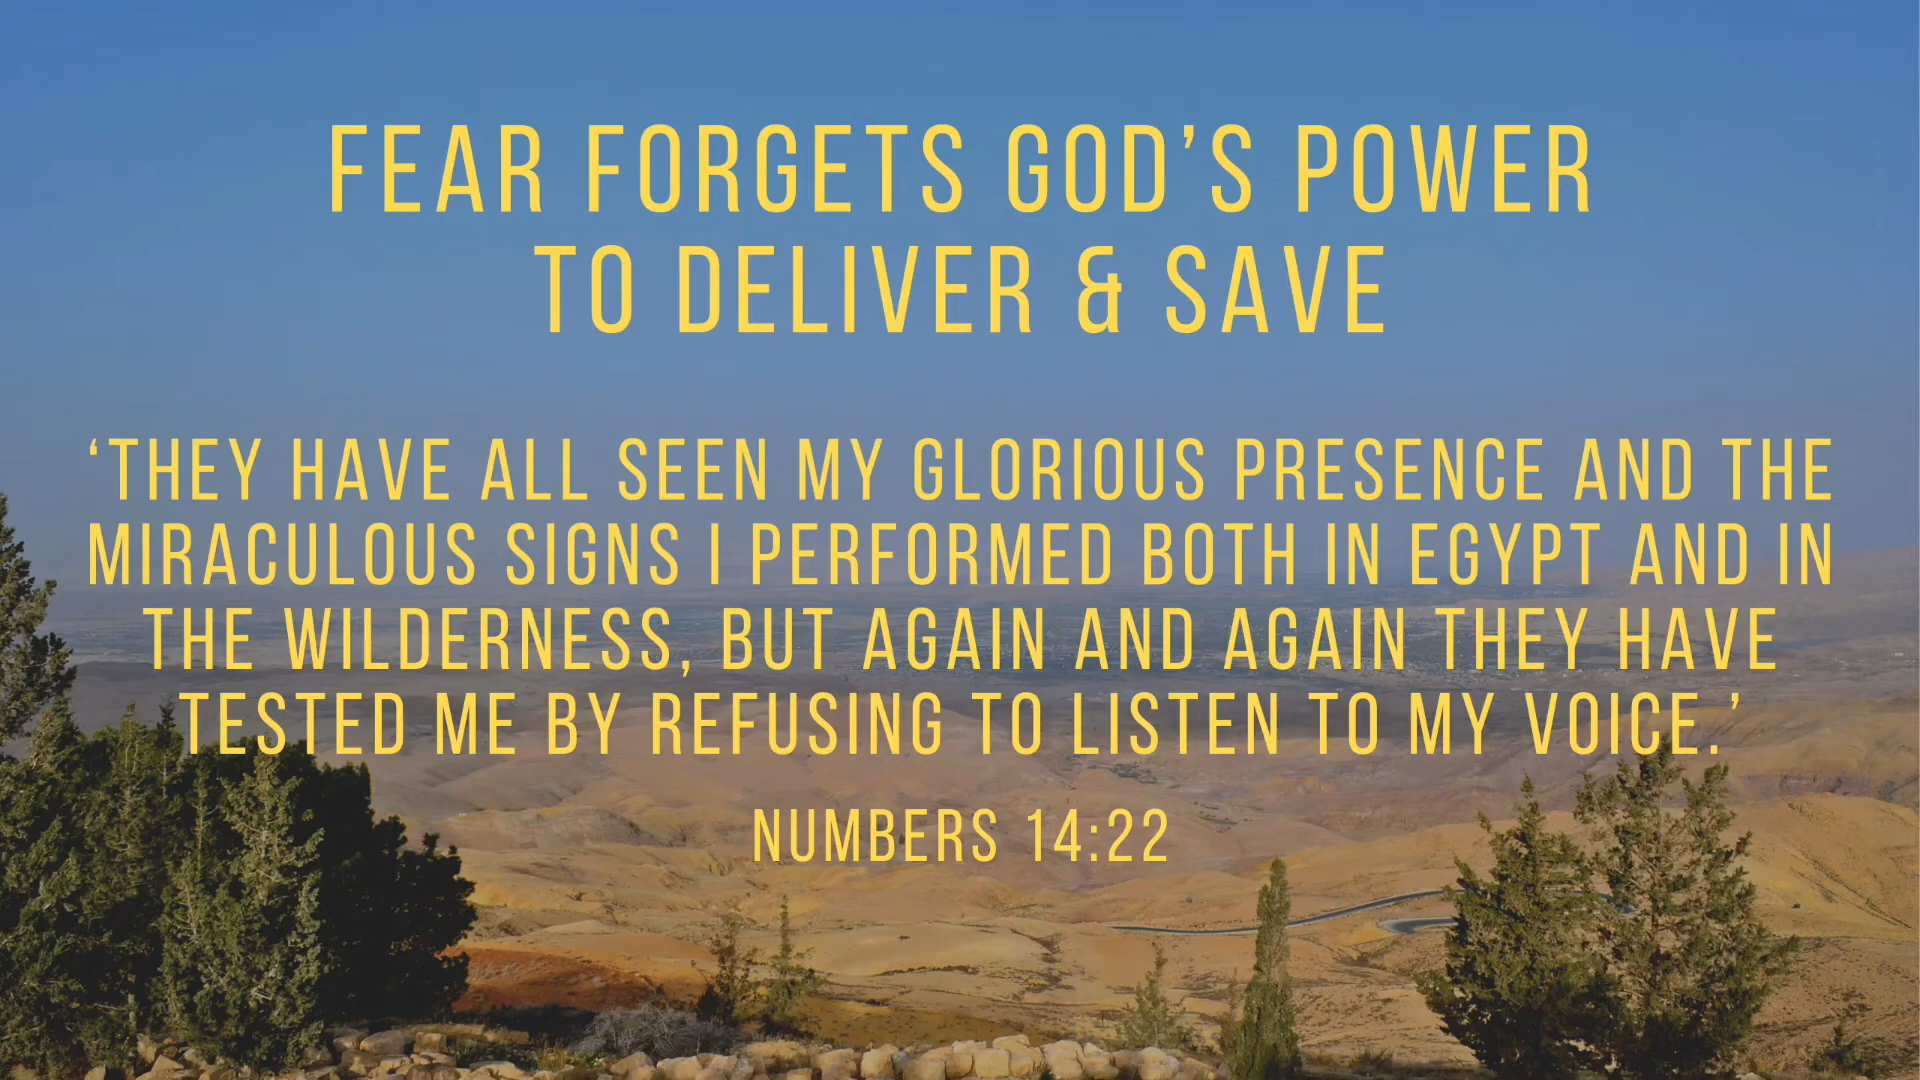 FEAR FORGETS GOD’S POWER
TO DELIVER & SAVE
‘THEY HAVE ALL SEEN MY GLORIOUS PRESENCE AND THE
MIRACULOUS SIGNS I PERFORMED BOTH IN EGYPT AND IN
THE WILDERNESS, BUT AGAIN AND AGAIN THEY HAVE
TESTED ME BY REFUSING TO LISTEN TO MY VOICE.’
NUMBERS 14:22